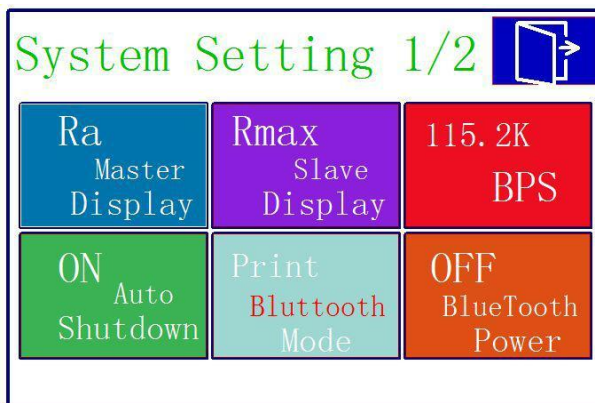 System Setting 1/2
Ra
Master
Display
Rmax
Slave
Display
115.2K
BPS
ON
Auto
Shutdown
Print
Bluttooth
Mode
OFF
BlueTooth
Power